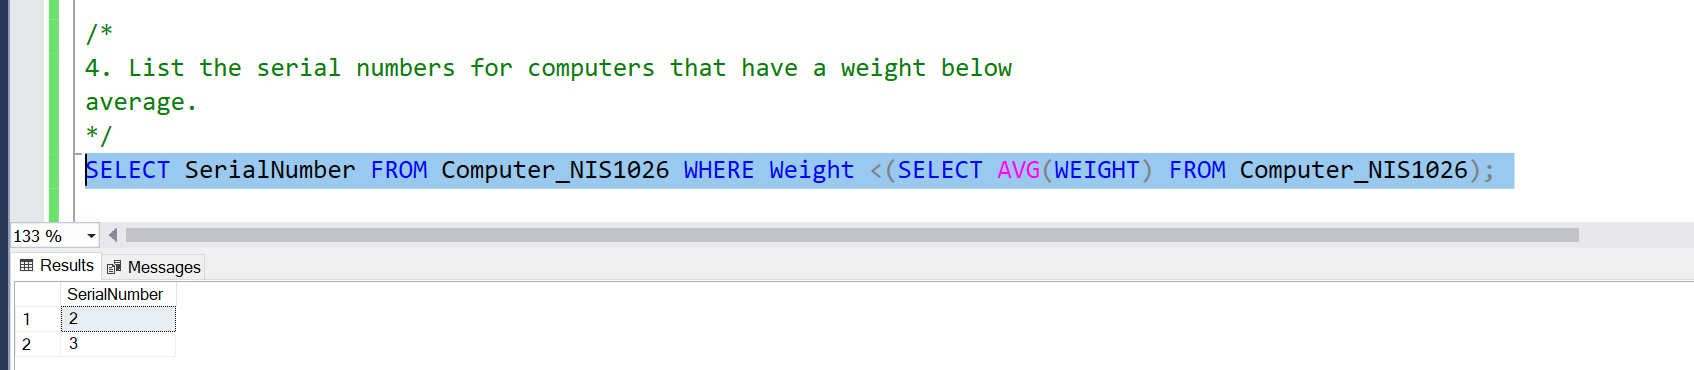 /*
4. List the serial numbers for computers that have a weight below
average.
*/
SELECT SerialNumber FROM Computer_NIS1026 WHERE Weight <(SELECT AVG(WEIGHT) FROM Computer_NIS1026);
133 %
Results Messages
SerialNumber
1 2
2 3